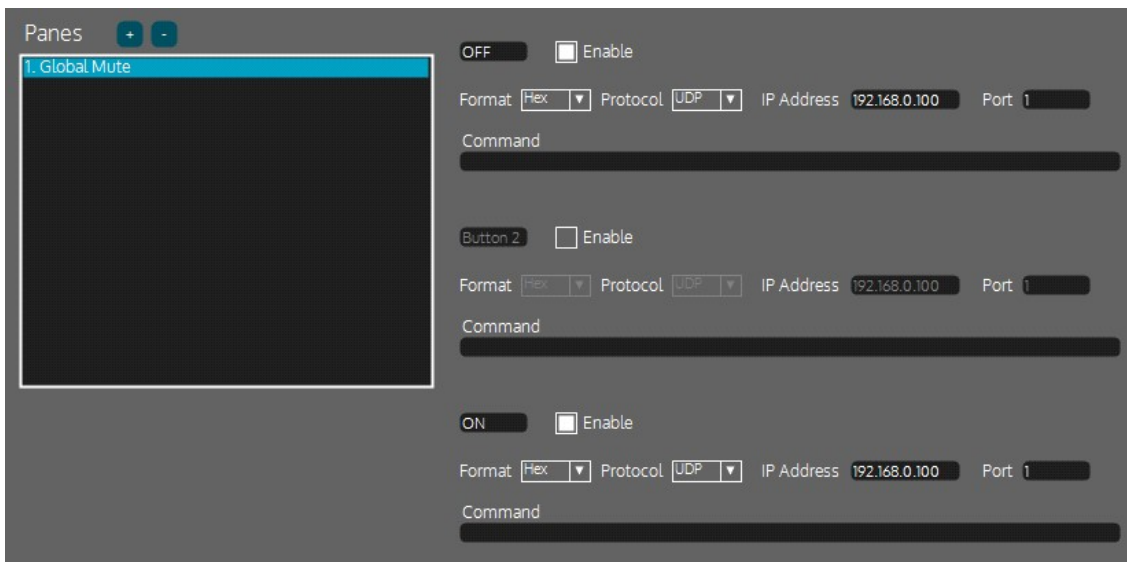 Panes + -
1. Global Mute
OFF Enable
Format Hex ▼ Protocol UDP ▼ IP Address 192.168.0.100 Port 1
Command
Button 2 Enable
Format Hex ▼ Protocol UDP ▼ IP Address 192.168.0.100 Port 1
Command
ON Enable
Format Hex ▼ Protocol UDP ▼ IP Address 192.168.0.100 Port 1
Command